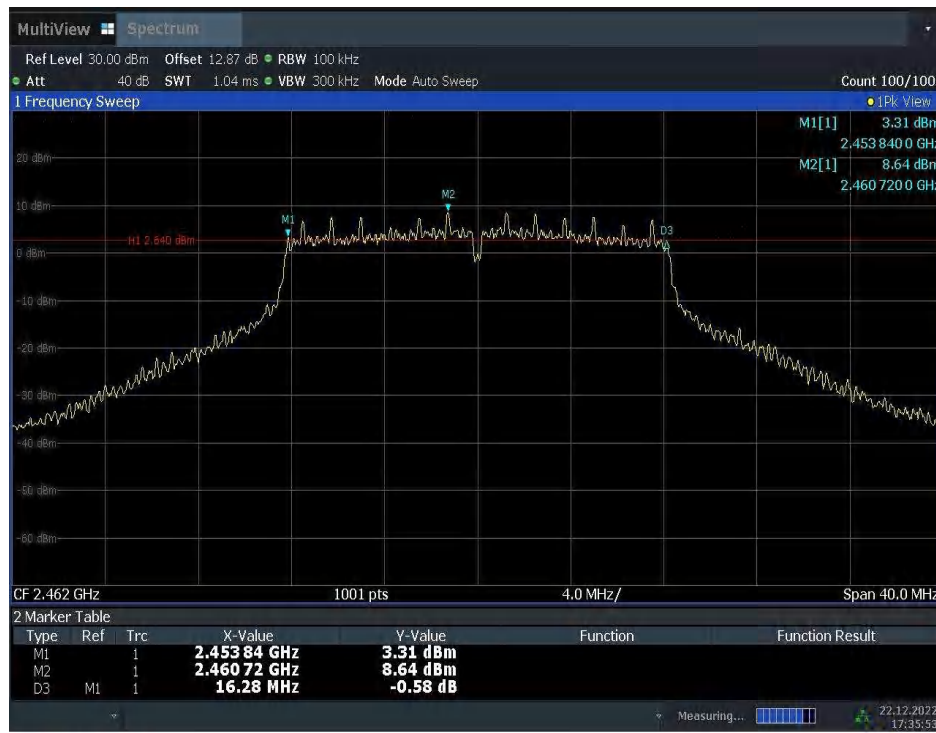 MultiView Spectrum
Ref Level 30.00 dBm Offset 12.87 dB RBW 100 kHz
Att 40 dB SWT 1.04 ms VBW 300 kHz Mode Auto Sweep Count 100/100
1 Frequency Sweep 1Pk View
M1[1] 3.31 dBm
2.453 840 0 GHz
M2[1] 8.64 dBm
2.460 720 0 GHz
20 dBm
M2
10 dBm
M1
H1 2.640 dBm
D3
0 dBm
-10 dBm
-20 dBm
-30 dBm
-40 dBm
-50 dBm
-60 dBm
CF 2.462 GHz 1001 pts 4.0 MHz/ Span 40.0 MHz
2 Marker Table
Type Ref Trc X-Value Y-Value Function Function Result
M1 1 2.453 84 GHz 3.31 dBm
M2 1 2.460 72 GHz 8.64 dBm
D3 M1 1 16.28 MHz -0.58 dB
Measuring... 22.12.2022
17:35:53